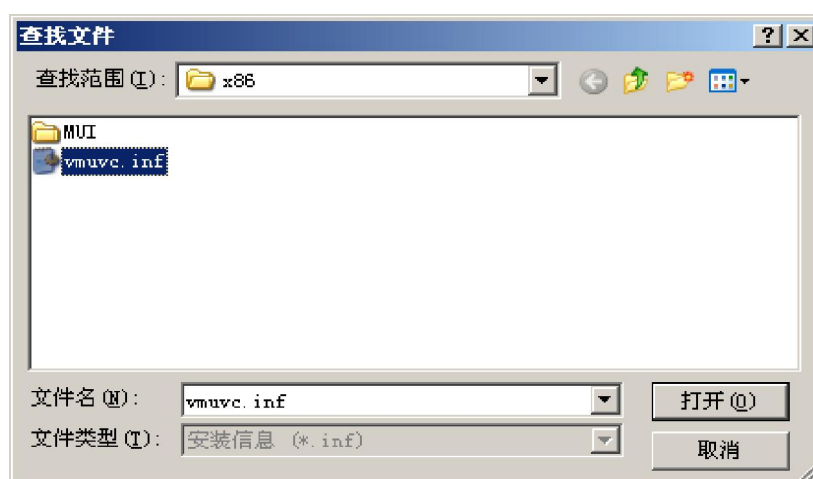 查找文件
查找范围(I): x86
MUI
vmuvc.inf
文件名(N): vmuvc.inf 打开(O)
文件类型(T): 安装信息 (*.inf) 取消